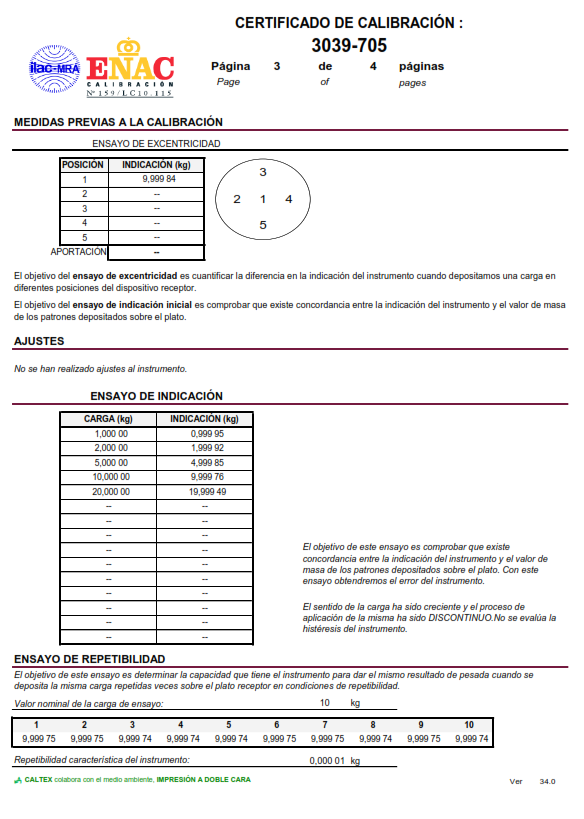 CERTIFICADO DE CALIBRACIÓN :
3039-705
Página 3 de 4 páginas
Page of pages
ilac-MRA
ENAC
CALIBRACIÓN
Nº 159 / LC10.115
MEDIDAS PREVIAS A LA CALIBRACIÓN
ENSAYO DE EXCENTRICIDAD
POSICIÓN INDICACIÓN (kg)
1 9,999 84
2 --
3 --
4 --
5 --
APORTACIÓN --
3
2 1 4
5
El objetivo del ensayo de excentricidad es cuantificar la diferencia en la indicación del instrumento cuando depositamos una carga en
diferentes posiciones del dispositivo receptor.
El objetivo del ensayo de indicación inicial es comprobar que existe concordancia entre la indicación del instrumento y el valor de masa
de los patrones depositados sobre el plato.
AJUSTES
No se han realizado ajustes al instrumento.
ENSAYO DE INDICACIÓN
CARGA (kg) INDICACIÓN (kg)
1,000 00 0,999 95
2,000 00 1,999 92
5,000 00 4,999 85
10,000 00 9,999 76
20,000 00 19,999 49
-- --
-- --
-- --
-- --
-- --
-- --
-- --
-- --
-- --
-- --
El objetivo de este ensayo es comprobar que existe
concordancia entre la indicación del instrumento y el valor de
masa de los patrones depositados sobre el plato. Con este
ensayo obtendremos el error del instrumento.
El sentido de la carga ha sido creciente y el proceso de
aplicación de la misma ha sido DISCONTINUO.No se evalúa la
histéresis del instrumento.
ENSAYO DE REPETIBILIDAD
El objetivo de este ensayo es determinar la capacidad que tiene el instrumento para dar el mismo resultado de pesada cuando se
deposita la misma carga repetidas veces sobre el plato receptor en condiciones de repetibilidad.
Valor nominal de la carga de ensayo: 10 kg
1 2 3 4 5 6 7 8 9 10
9,999 75 9,999 75 9,999 74 9,999 74 9,999 74 9,999 75 9,999 75 9,999 74 9,999 75 9,999 74
Repetibilidad característica del instrumento: 0,000 01 kg
CALTEX colabora con el medio ambiente, IMPRESIÓN A DOBLE CARA
Ver 34.0